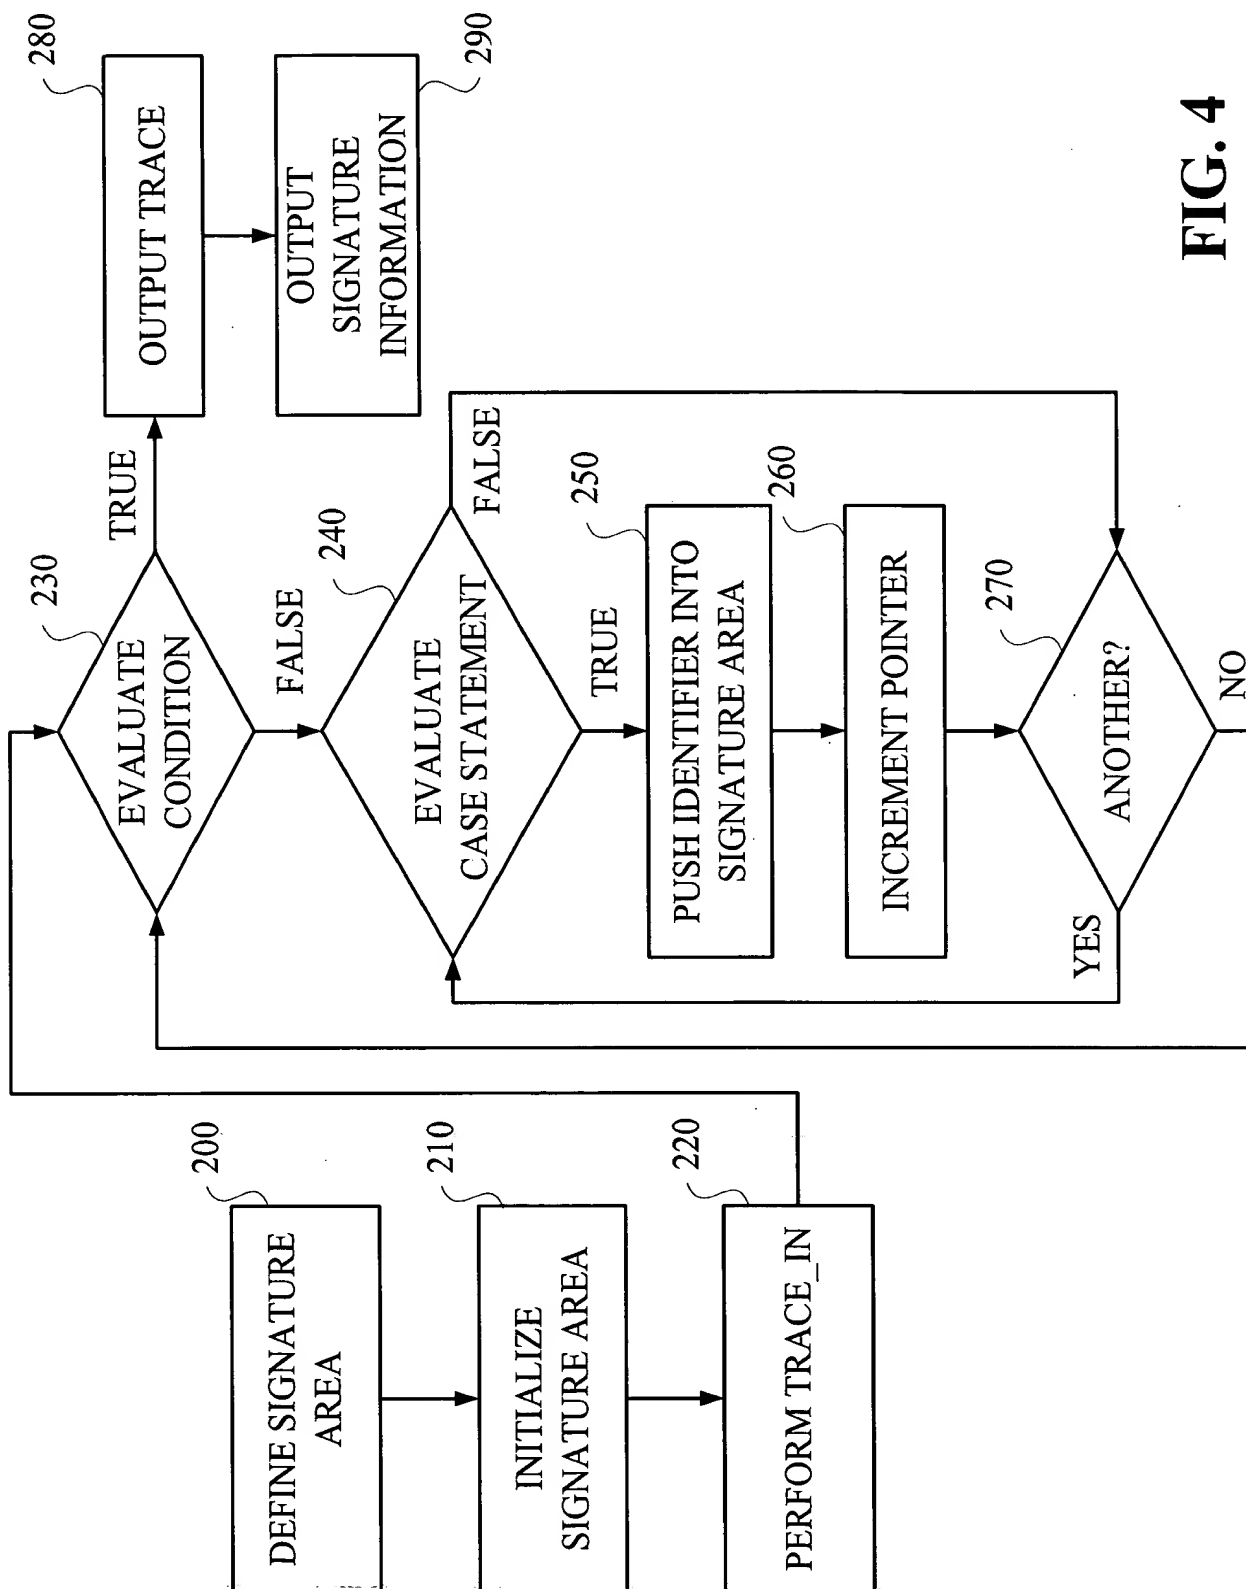 200
DEFINE SIGNATURE
AREA
210
INITIALIZE
SIGNATURE AREA
220
PERFORM TRACE_IN
230
EVALUATE
CONDITION
TRUE
FALSE
240
EVALUATE
CASE STATEMENT
FALSE
TRUE
250
PUSH IDENTIFIER INTO
SIGNATURE AREA
260
INCREMENT POINTER
270
ANOTHER?
YES
NO
280
OUTPUT TRACE
290
OUTPUT
SIGNATURE
INFORMATION
FIG. 4